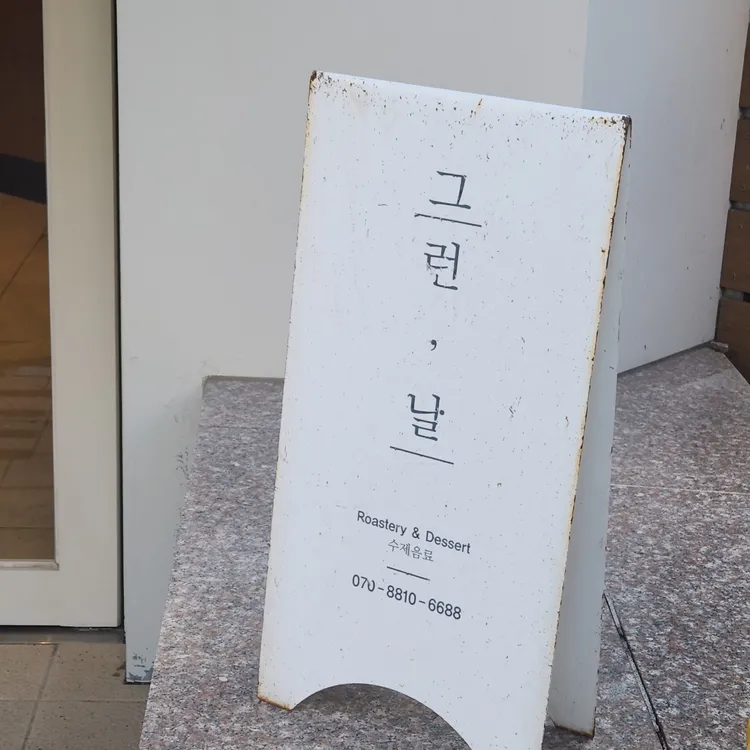 그
런
,
날
Roastery & Dessert
수제음료
070-8810-6688